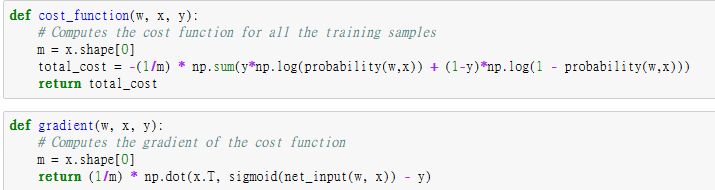 def cost_function(w, x, y):
    # Computes the cost function for all the training samples
    m = x.shape[0]
    total_cost = -(1/m) * np.sum(y*np.log(probability(w,x)) + (1-y)*np.log(1 - probability(w,x)))
    return total_cost
def gradient(w, x, y):
    # Computes the gradient of the cost function
    m = x.shape[0]
    return (1/m) * np.dot(x.T, sigmoid(net_input(w, x)) - y)